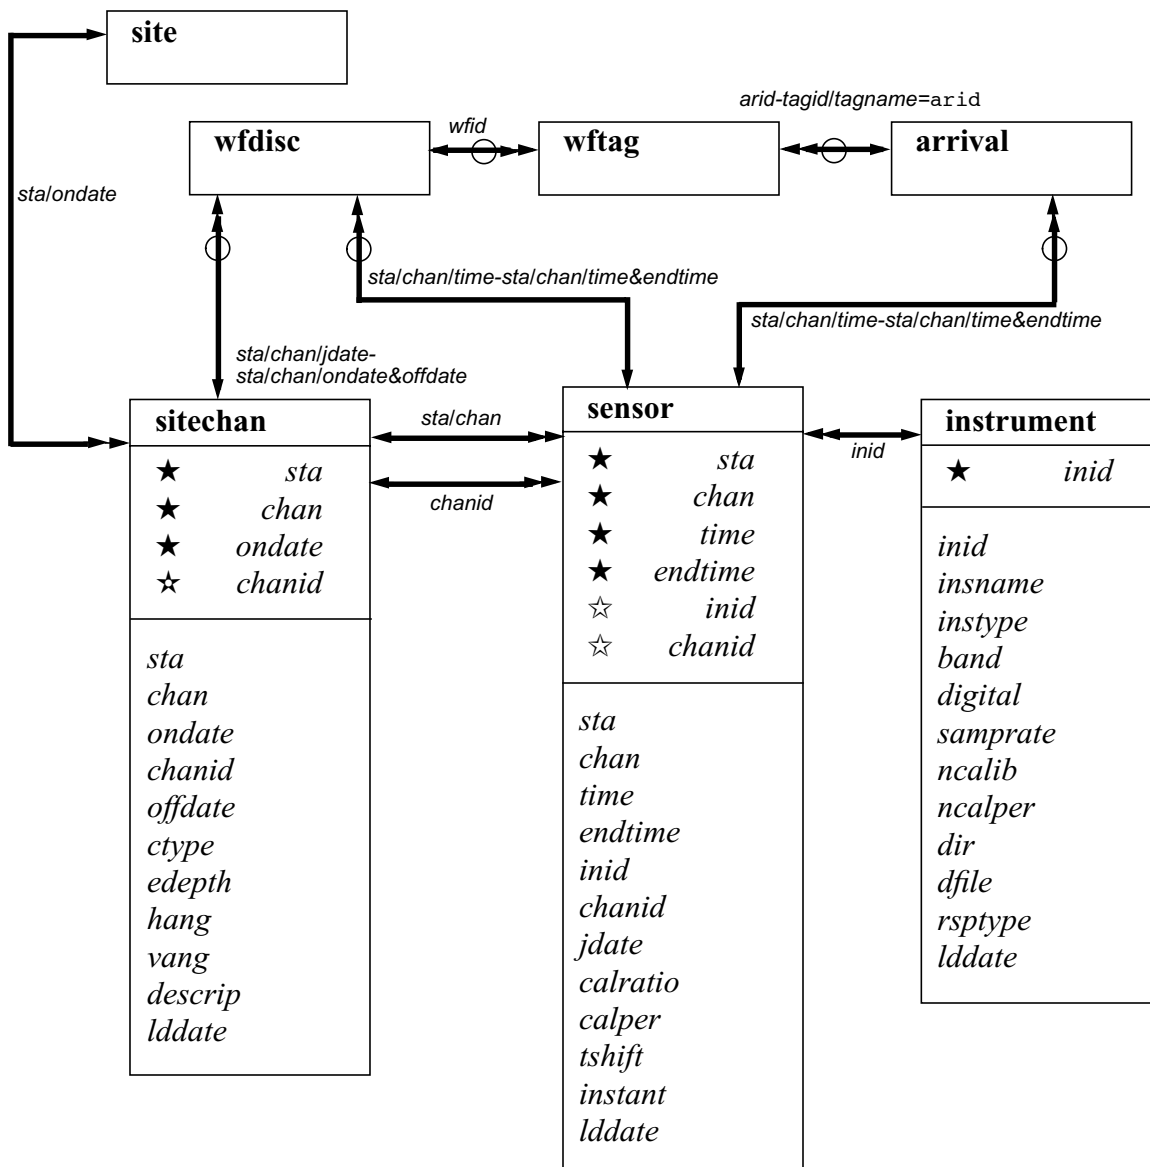 site
arid-tagid/tagname=arid
wfdisc
wfid
wftag
arrival
sta/ondate
sta/chan/time-sta/chan/time&endtime
sta/chan/time-sta/chan/time&endtime
sta/chan/jdate-
sta/chan/ondate&offdate
sitechan
★ sta
★ chan
★ ondate
☆ chanid
sta
chan
ondate
chanid
offdate
ctype
edepth
hang
vang
descrip
lddate
sta/chan
chanid
sensor
★ sta
★ chan
★ time
★ endtime
☆ inid
☆ chanid
sta
chan
time
endtime
inid
chanid
jdate
calratio
calper
tshift
instant
lddate
inid
instrument
★ inid
inid
insname
instype
band
digital
samprate
ncalib
ncalper
dir
dfile
rsptype
lddate